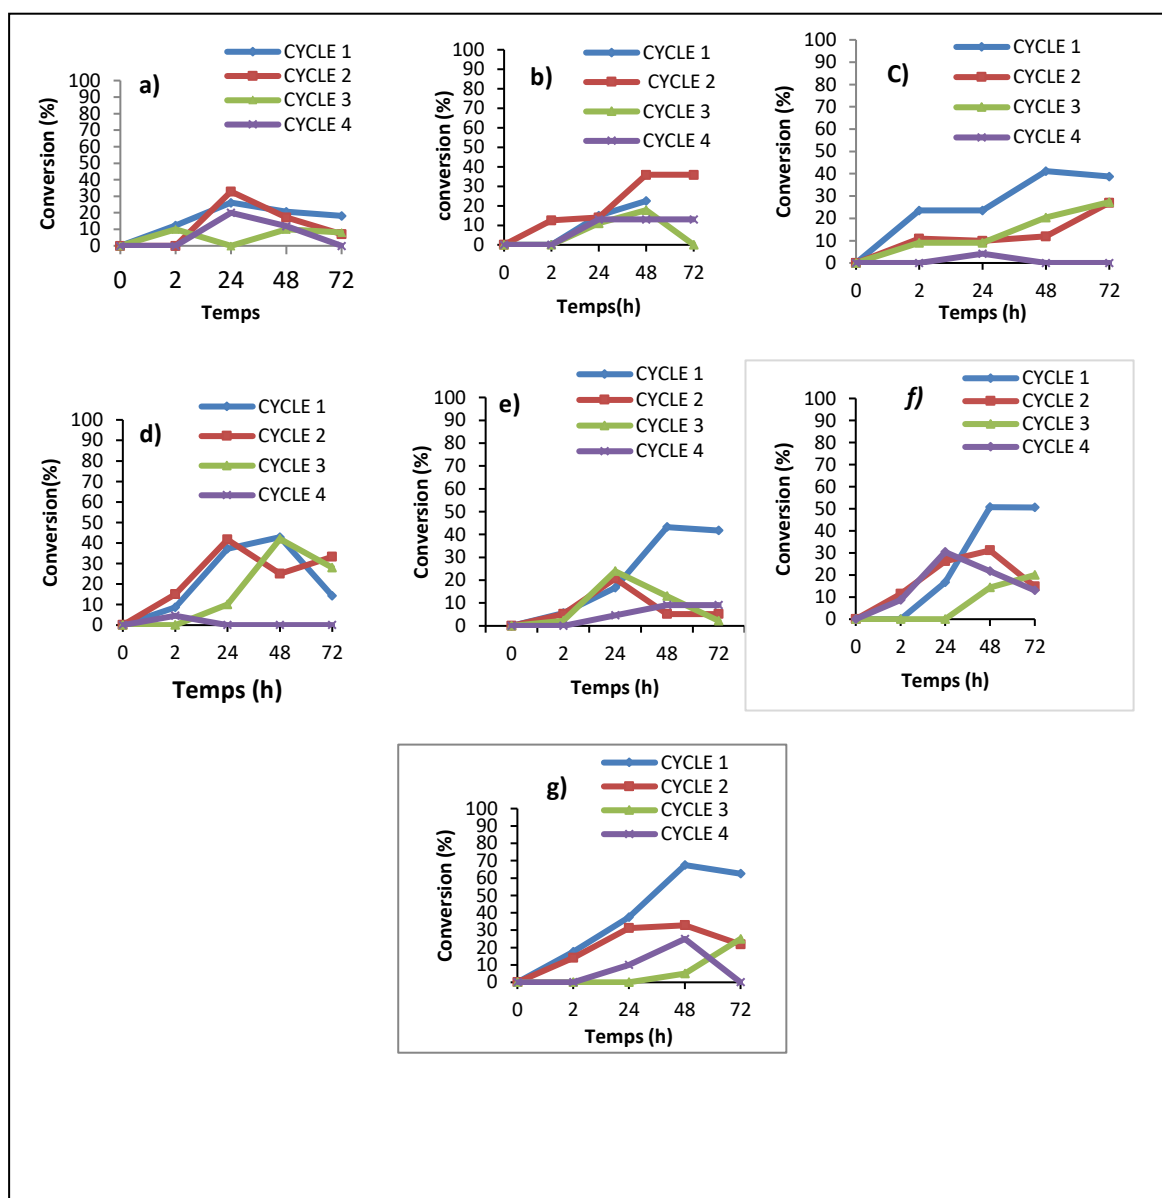 a)
CYCLE 1
CYCLE 2
CYCLE 3
CYCLE 4
Conversion (%)
100
90
80
70
60
50
40
30
20
10
0
0 2 24 48 72
Temps
b)
CYCLE 1
CYCLE 2
CYCLE 3
CYCLE 4
conversion (%)
100
90
80
70
60
50
40
30
20
10
0
0 2 24 48 72
Temps(h)
C)
CYCLE 1
CYCLE 2
CYCLE 3
CYCLE 4
Conversion (%)
100
90
80
70
60
50
40
30
20
10
0
0 2 24 48 72
Temps (h)
d)
CYCLE 1
CYCLE 2
CYCLE 3
CYCLE 4
Conversion(%)
100
90
80
70
60
50
40
30
20
10
0
0 2 24 48 72
Temps (h)
e)
CYCLE 1
CYCLE 2
CYCLE 3
CYCLE 4
Conversion (%)
100
90
80
70
60
50
40
30
20
10
0
0 2 24 48 72
Temps (h)
f)
CYCLE 1
CYCLE 2
CYCLE 3
CYCLE 4
Conversion (%)
100
90
80
70
60
50
40
30
20
10
0
0 2 24 48 72
Temps (h)
g)
CYCLE 1
CYCLE 2
CYCLE 3
CYCLE 4
Conversion (%)
100
90
80
70
60
50
40
30
20
10
0
0 2 24 48 72
Temps (h)